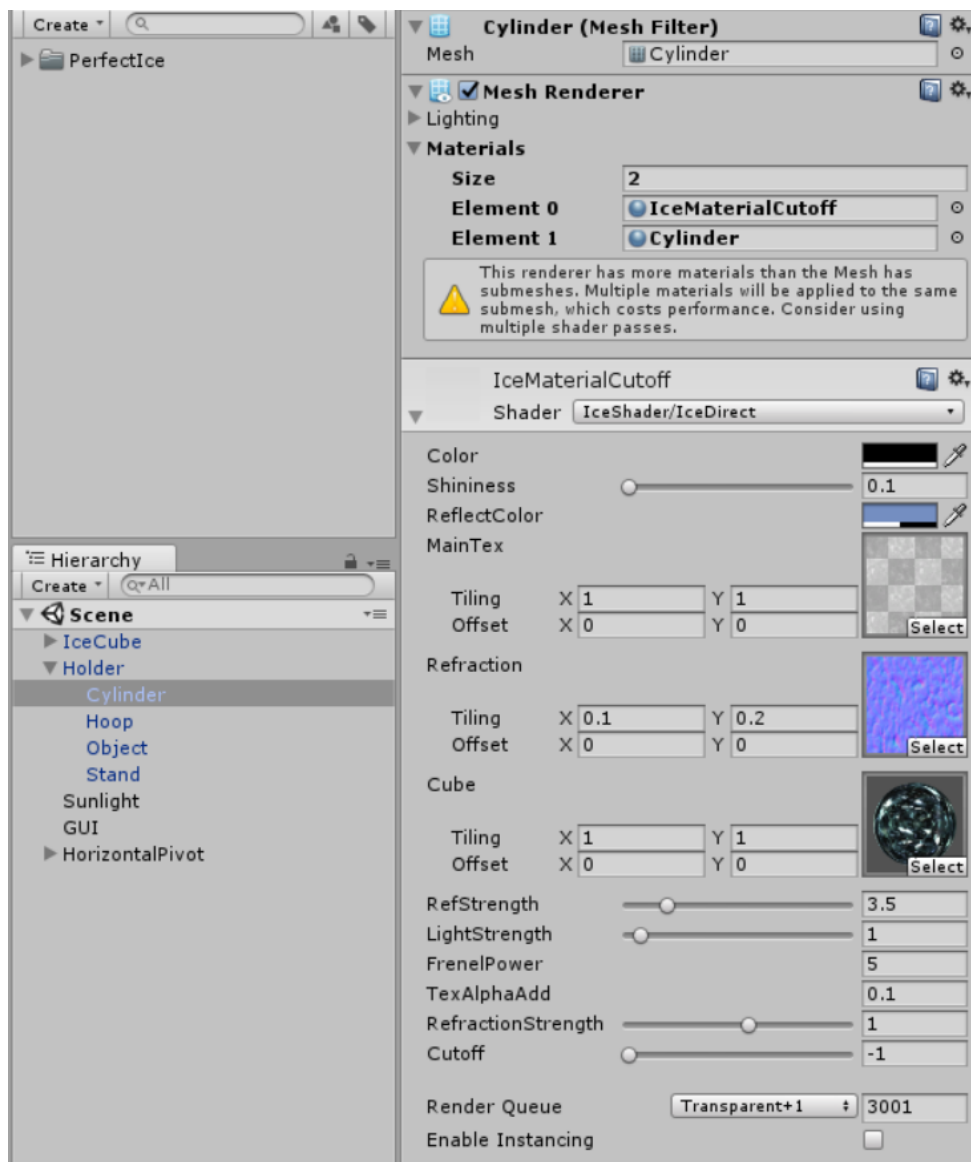 Create
PerfectIce
Hierarchy
Create
All
Scene
IceCube
Holder
Cylinder
Hoop
Object
Stand
Sunlight
GUI
HorizontalPivot
Cylinder (Mesh Filter)
Mesh Cylinder
Mesh Renderer
Lighting
Materials
Size 2
Element 0 IceMaterialCutoff
Element 1 Cylinder
This renderer has more materials than the Mesh has
submeshes. Multiple materials will be applied to the same
submesh, which costs performance. Consider using
multiple shader passes.
IceMaterialCutoff
Shader IceShader/IceDirect
Color
Shininess 0.1
ReflectColor
MainTex
Tiling X 1 Y 1
Offset X 0 Y 0
Select
Refraction
Tiling X 0.1 Y 0.2
Offset X 0 Y 0
Select
Cube
Tiling X 1 Y 1
Offset X 0 Y 0
Select
RefStrength 3.5
LightStrength 1
FrenelPower 5
TexAlphaAdd 0.1
RefractionStrength 1
Cutoff -1
Render Queue Transparent+1 3001
Enable Instancing